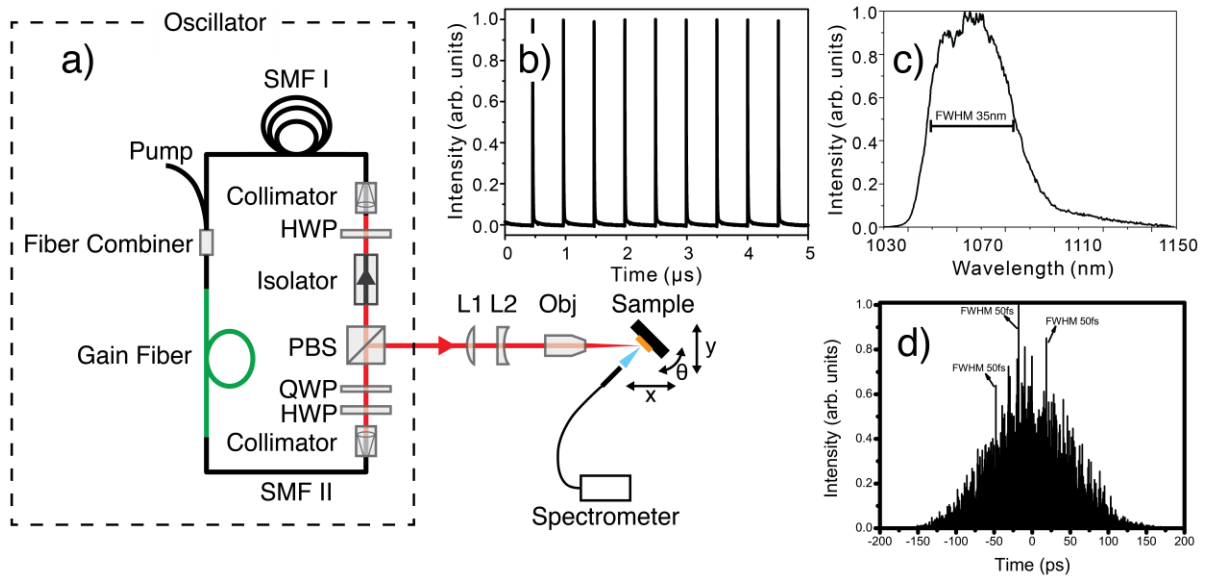 Oscillator
a)
SMF I
Pump
Collimator
HWP
Fiber Combiner
Isolator
Gain Fiber
PBS
QWP
HWP
Collimator
SMF II
L1 L2 Obj Sample
y
θ
x
Spectrometer
b)
Intensity (arb. units)
1.0
0.8
0.6
0.4
0.2
0.0
0 1 2 3 4 5
Time (μs)
c)
Intensity (arb. units)
1.0
0.8
0.6
0.4
0.2
0.0
FWHM 35nm
1030 1070 1110 1150
Wavelength (nm)
d)
Intensity (arb. units)
1.0
0.8
0.6
0.4
0.2
0.0
FWHM 50fs
FWHM 50fs
FWHM 50fs
-200 -150 -100 -50 0 50 100 150 200
Time (ps)